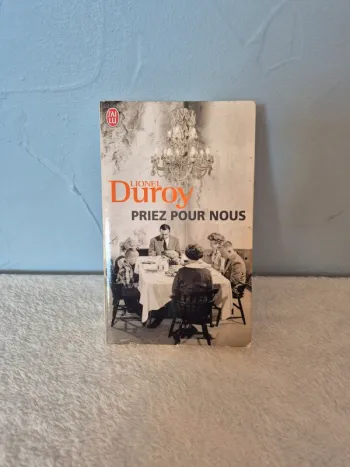 J'AI
LU
LIONEL
Duroy
PRIEZ POUR NOUS